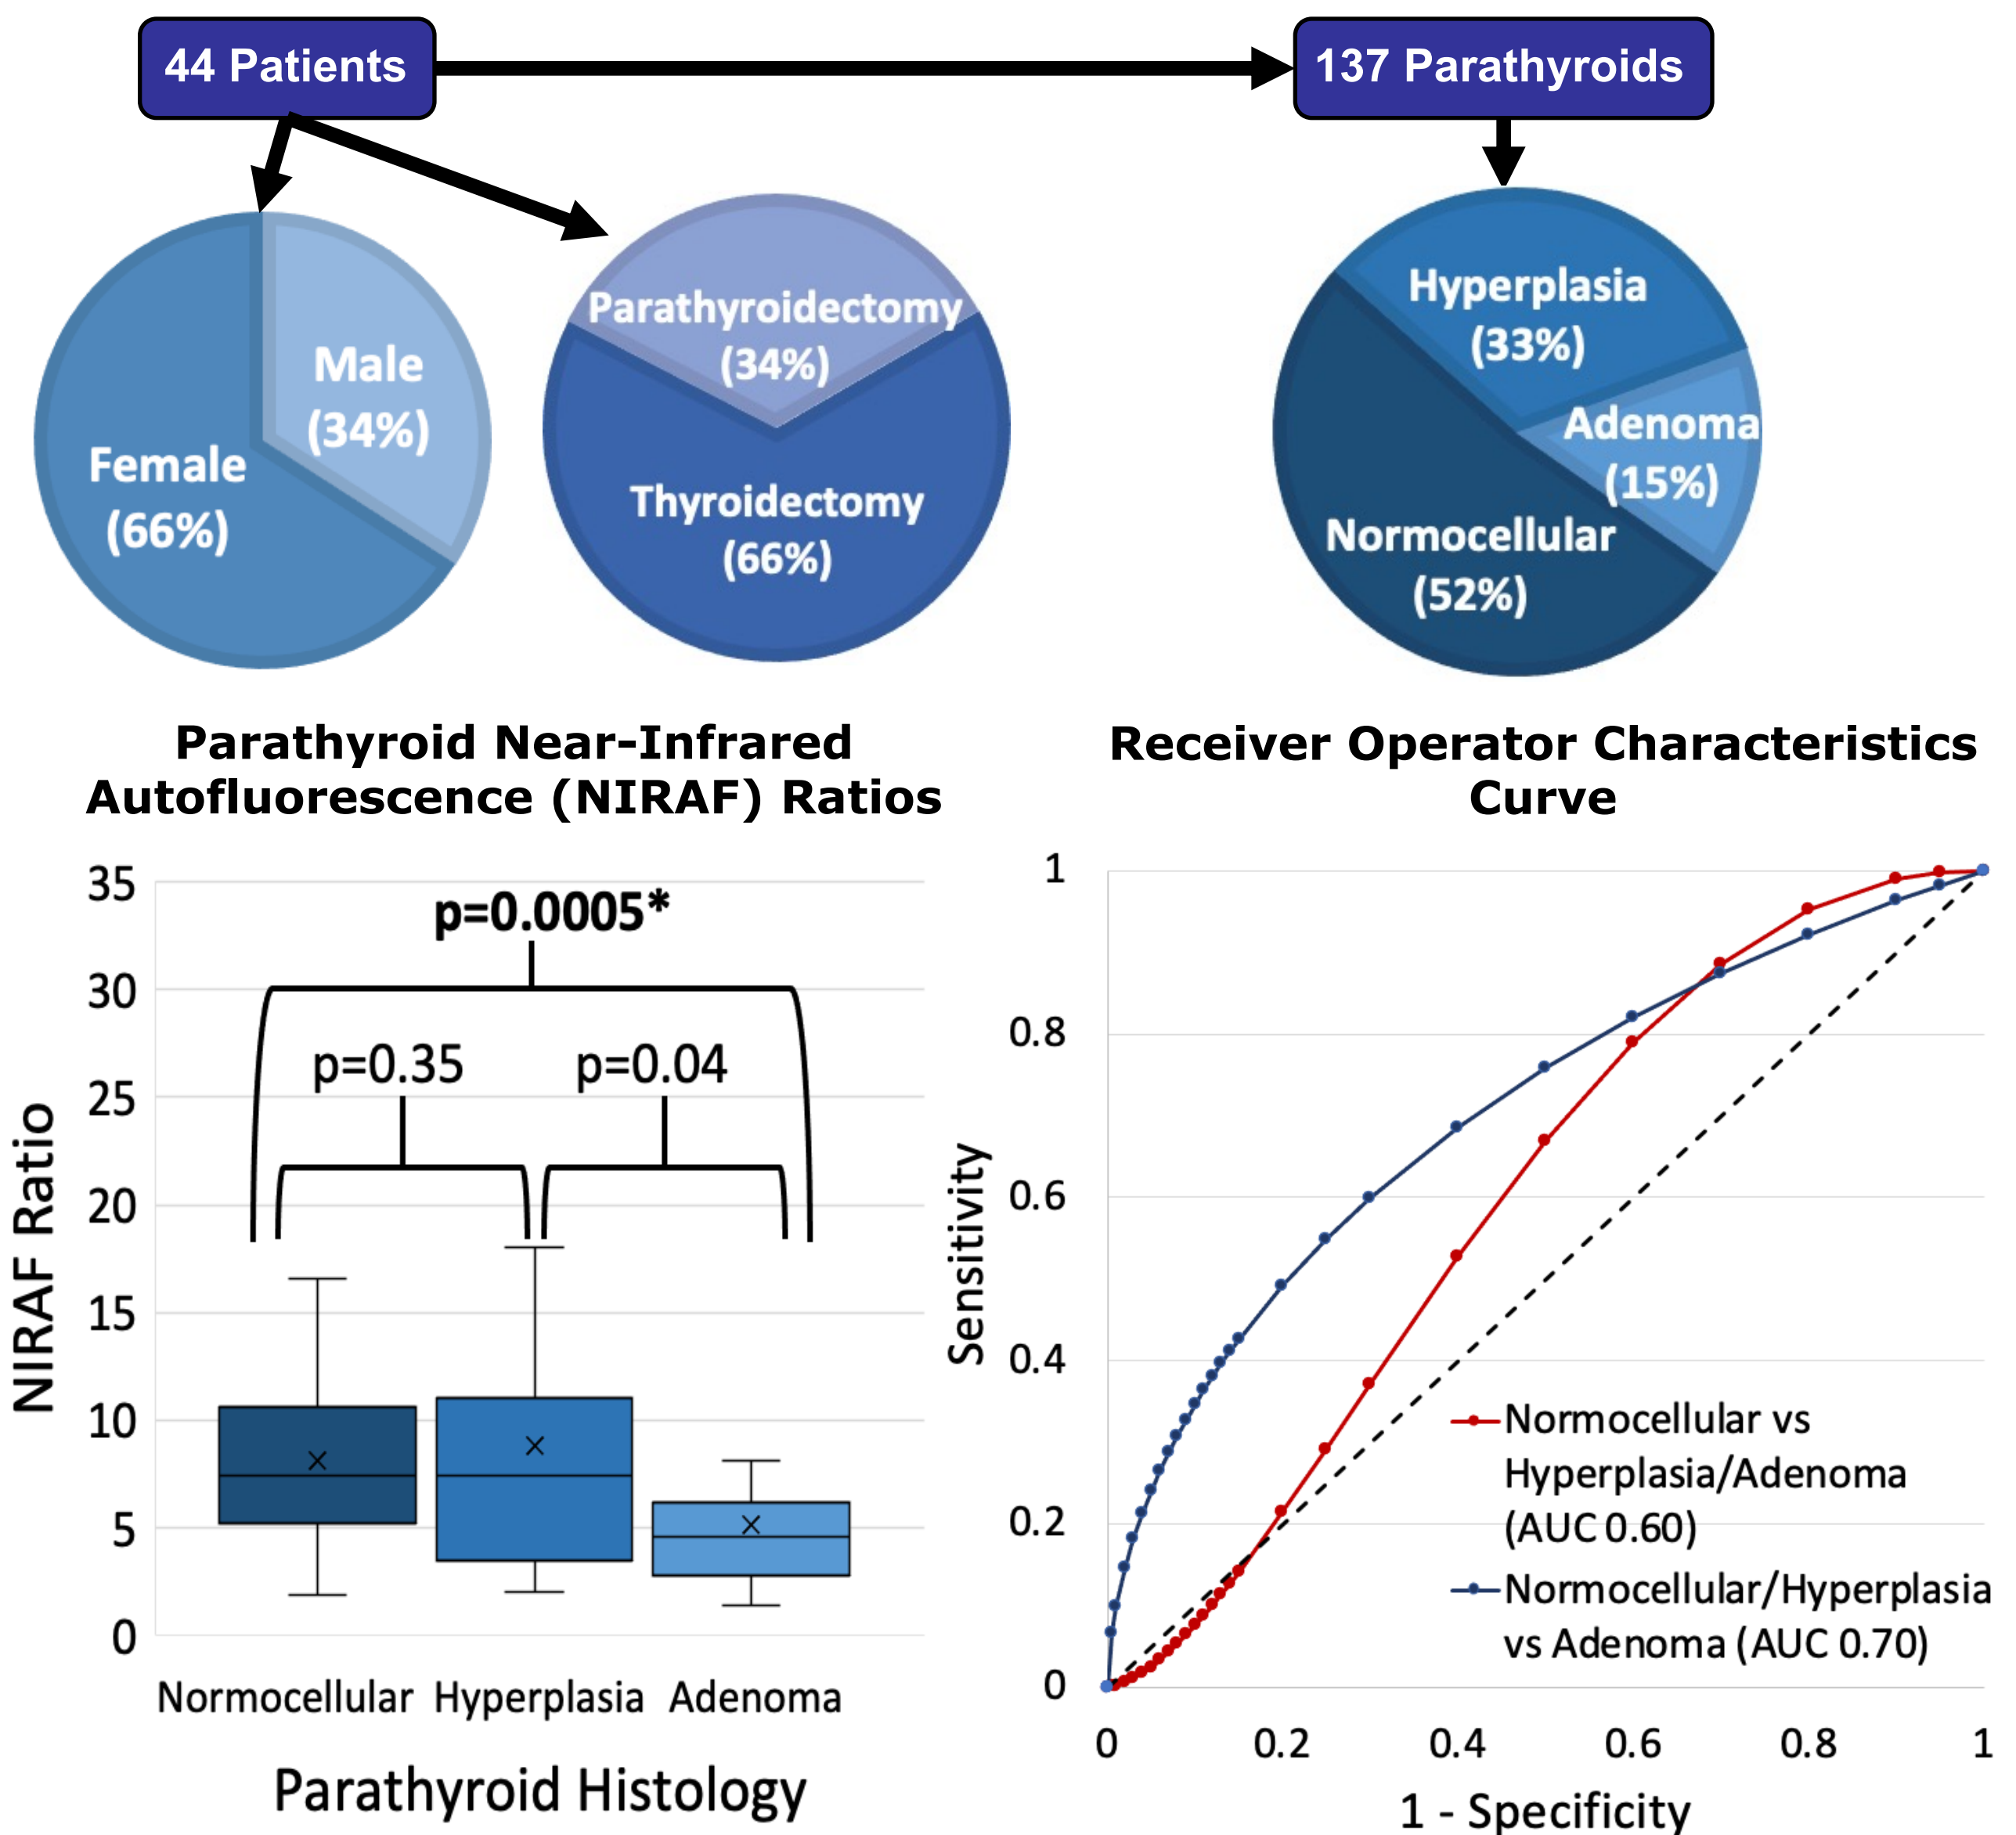 44 Patients
137 Parathyroids
Male
(34%)
Female
(66%)
Parathyroidectomy
(34%)
Thyroidectomy
(66%)
Hyperplasia
(33%)
Adenoma
(15%)
Normocellular
(52%)
Parathyroid Near-Infrared
Autofluorescence (NIRAF) Ratios
NIRAF Ratio
35
30
25
20
15
10
5
0
p=0.0005*
p=0.35
p=0.04
Normocellular
Hyperplasia
Adenoma
Parathyroid Histology
Receiver Operator Characteristics
Curve
Sensitivity
1
0.8
0.6
0.4
0.2
0
Normocellular vs
Hyperplasia/Adenoma
(AUC 0.60)
Normocellular/Hyperplasia
vs Adenoma (AUC 0.70)
0
0.2
0.4
0.6
0.8
1
1 - Specificity